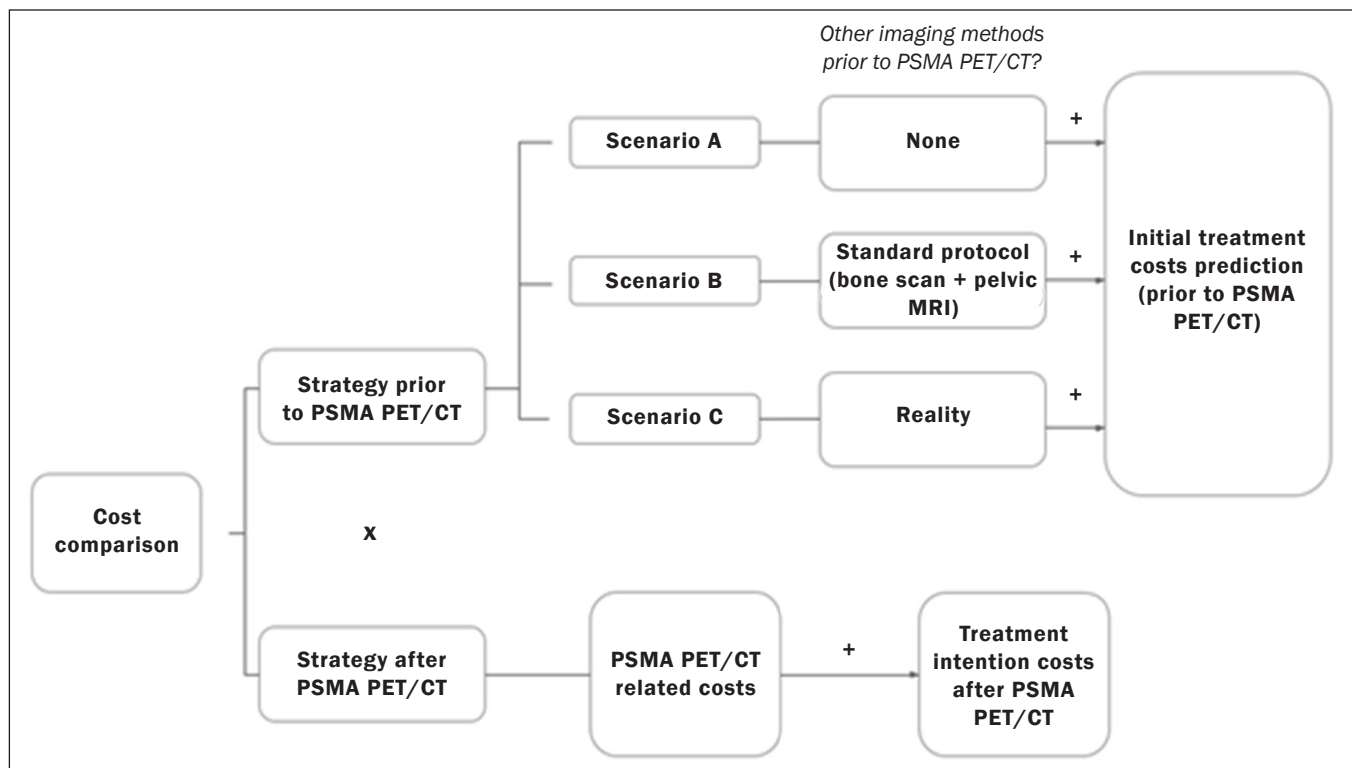 Other imaging methods
prior to PSMA PET/CT?
Scenario A
None
+
Scenario B
Standard protocol
(bone scan + pelvic
MRI)
+
Initial treatment
costs prediction
(prior to PSMA
PET/CT)
Strategy prior
to PSMA PET/CT
Scenario C
Reality
+
Cost
comparison
x
Strategy after
PSMA PET/CT
PSMA PET/CT
related costs
+
Treatment
intention costs
after PSMA
PET/CT